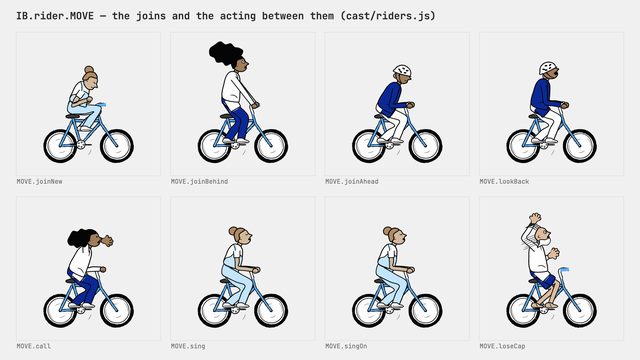 IB.rider.MOVE — the joins and the acting between them (cast/riders.js)
MOVE.joinNew
MOVE.joinBehind
MOVE.joinAhead
MOVE.lookBack
MOVE.call
MOVE.sing
MOVE.singOn
MOVE.loseCap